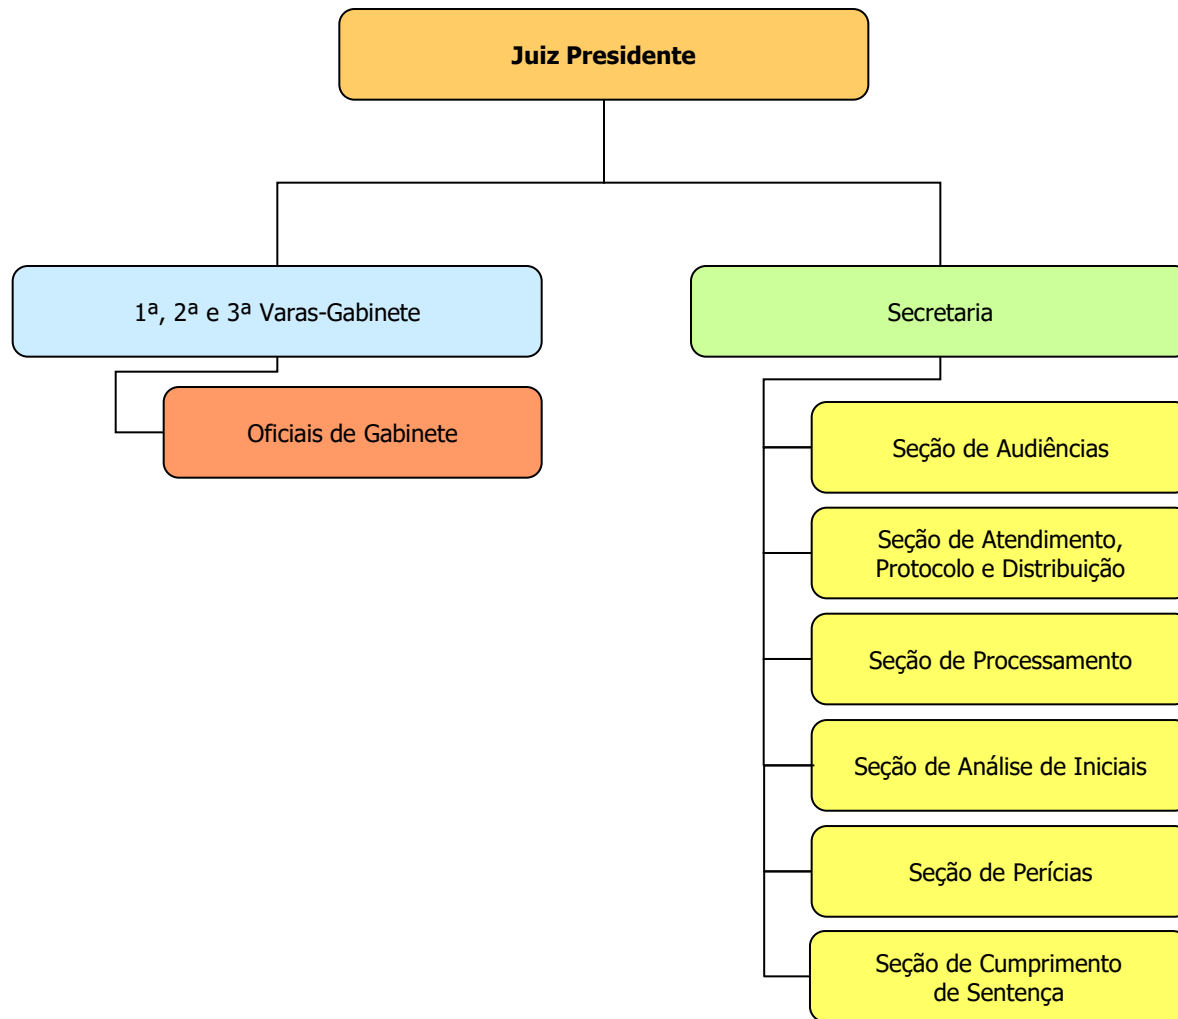 Juiz Presidente
1ª, 2ª e 3ª Varas-Gabinete
Secretaria
Oficiais de Gabinete
Seção de Audiências
Seção de Atendimento,
Protocolo e Distribuição
Seção de Processamento
Seção de Análise de Iniciais
Seção de Perícias
Seção de Cumprimento
de Sentença